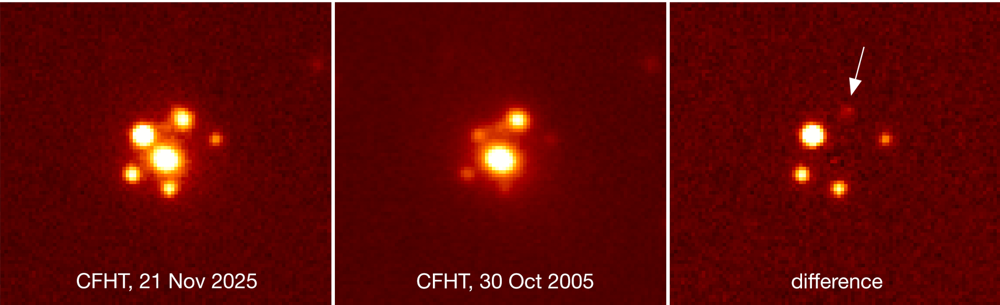 CFHT, 21 Nov 2025
CFHT, 30 Oct 2005
difference